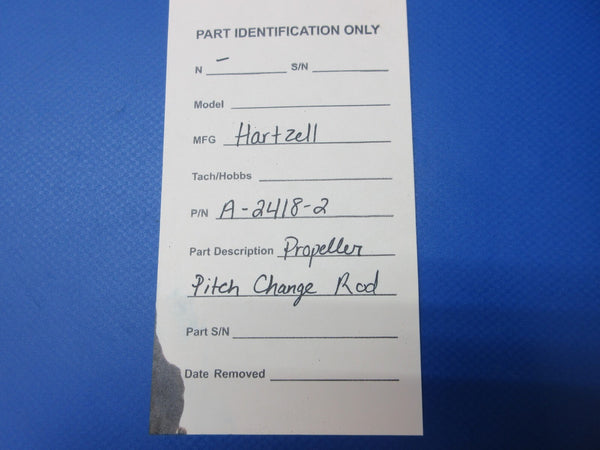 PART IDENTIFICATION ONLY
N - S/N
Model
MFG Hartzell
Tach/Hobbs
P/N A-2418-2
Part Description Propeller
Pitch Change Rod
Part S/N
Date Removed